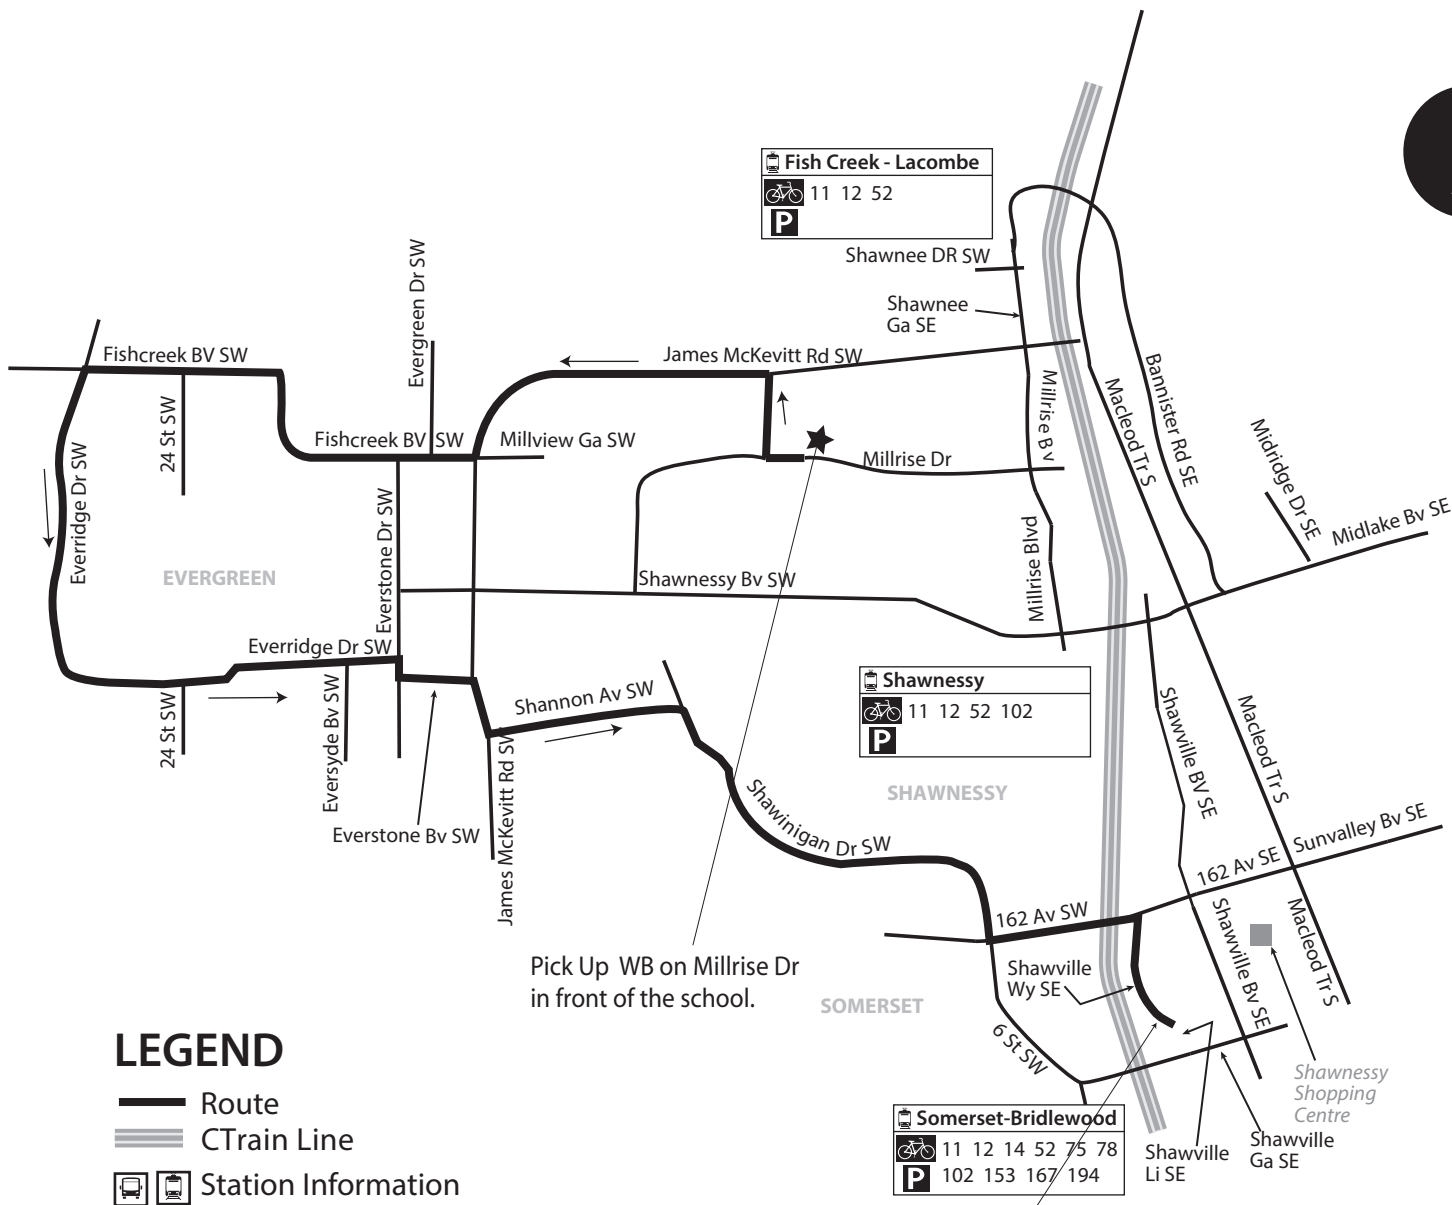 Fish Creek - Lacombe
11 12 52
P
Shawnee DR SW
Shawnee
Ga SE
Evergreen Dr SW
Fishcreek BV SW
James McKevitt Rd SW
24 St SW
Fishcreek BV SW
Millview Ga SW
Millrise Dr
Millrise Bv
Macleod Tr S
Bannister Rd SE
Midridge Dr SE
Midlake Bv SE
Everridge Dr SW
Everstone Dr SW
EVERGREEN
Shawnessy Bv SW
Millrise Blvd
Everridge Dr SW
24 St SW
Eversyde Bv SW
Everstone Bv SW
James McKevitt Rd SW
Shannon Av SW
Shawnessy
11 12 52 102
P
SHAWNESSY
Shawville BV SE
Macleod Tr S
Shawinigan Dr SW
162 Av SE
Sunvalley Bv SE
162 Av SW
Shawville Bv SE
Macleod Tr S
Pick Up WB on Millrise Dr
in front of the school.
Shawville
Wy SE
SOMERSET
6 St SW
Shawnessy
Shopping
Centre
Somerset-Bridlewood
11 12 14 52 75 78
P
102 153 167 194
Shawville
Li SE
Shawville
Ga SE
LEGEND
Route
CTrain Line
Station Information